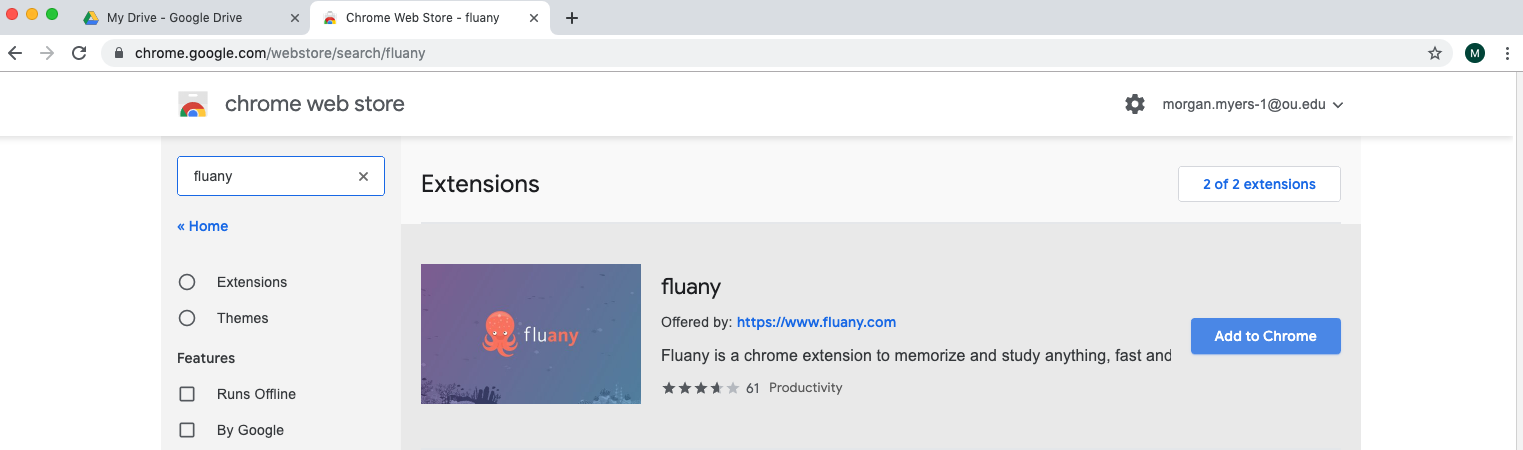 My Drive - Google Drive
Chrome Web Store - fluany
chrome.google.com/webstore/search/fluany
M
chrome web store
morgan.myers-1@ou.edu
fluany
« Home
Extensions
Themes
Features
Runs Offline
By Google
Extensions
2 of 2 extensions
fluany
fluany
Offered by: https://www.fluany.com
Fluany is a chrome extension to memorize and study anything, fast and
61 Productivity
Add to Chrome